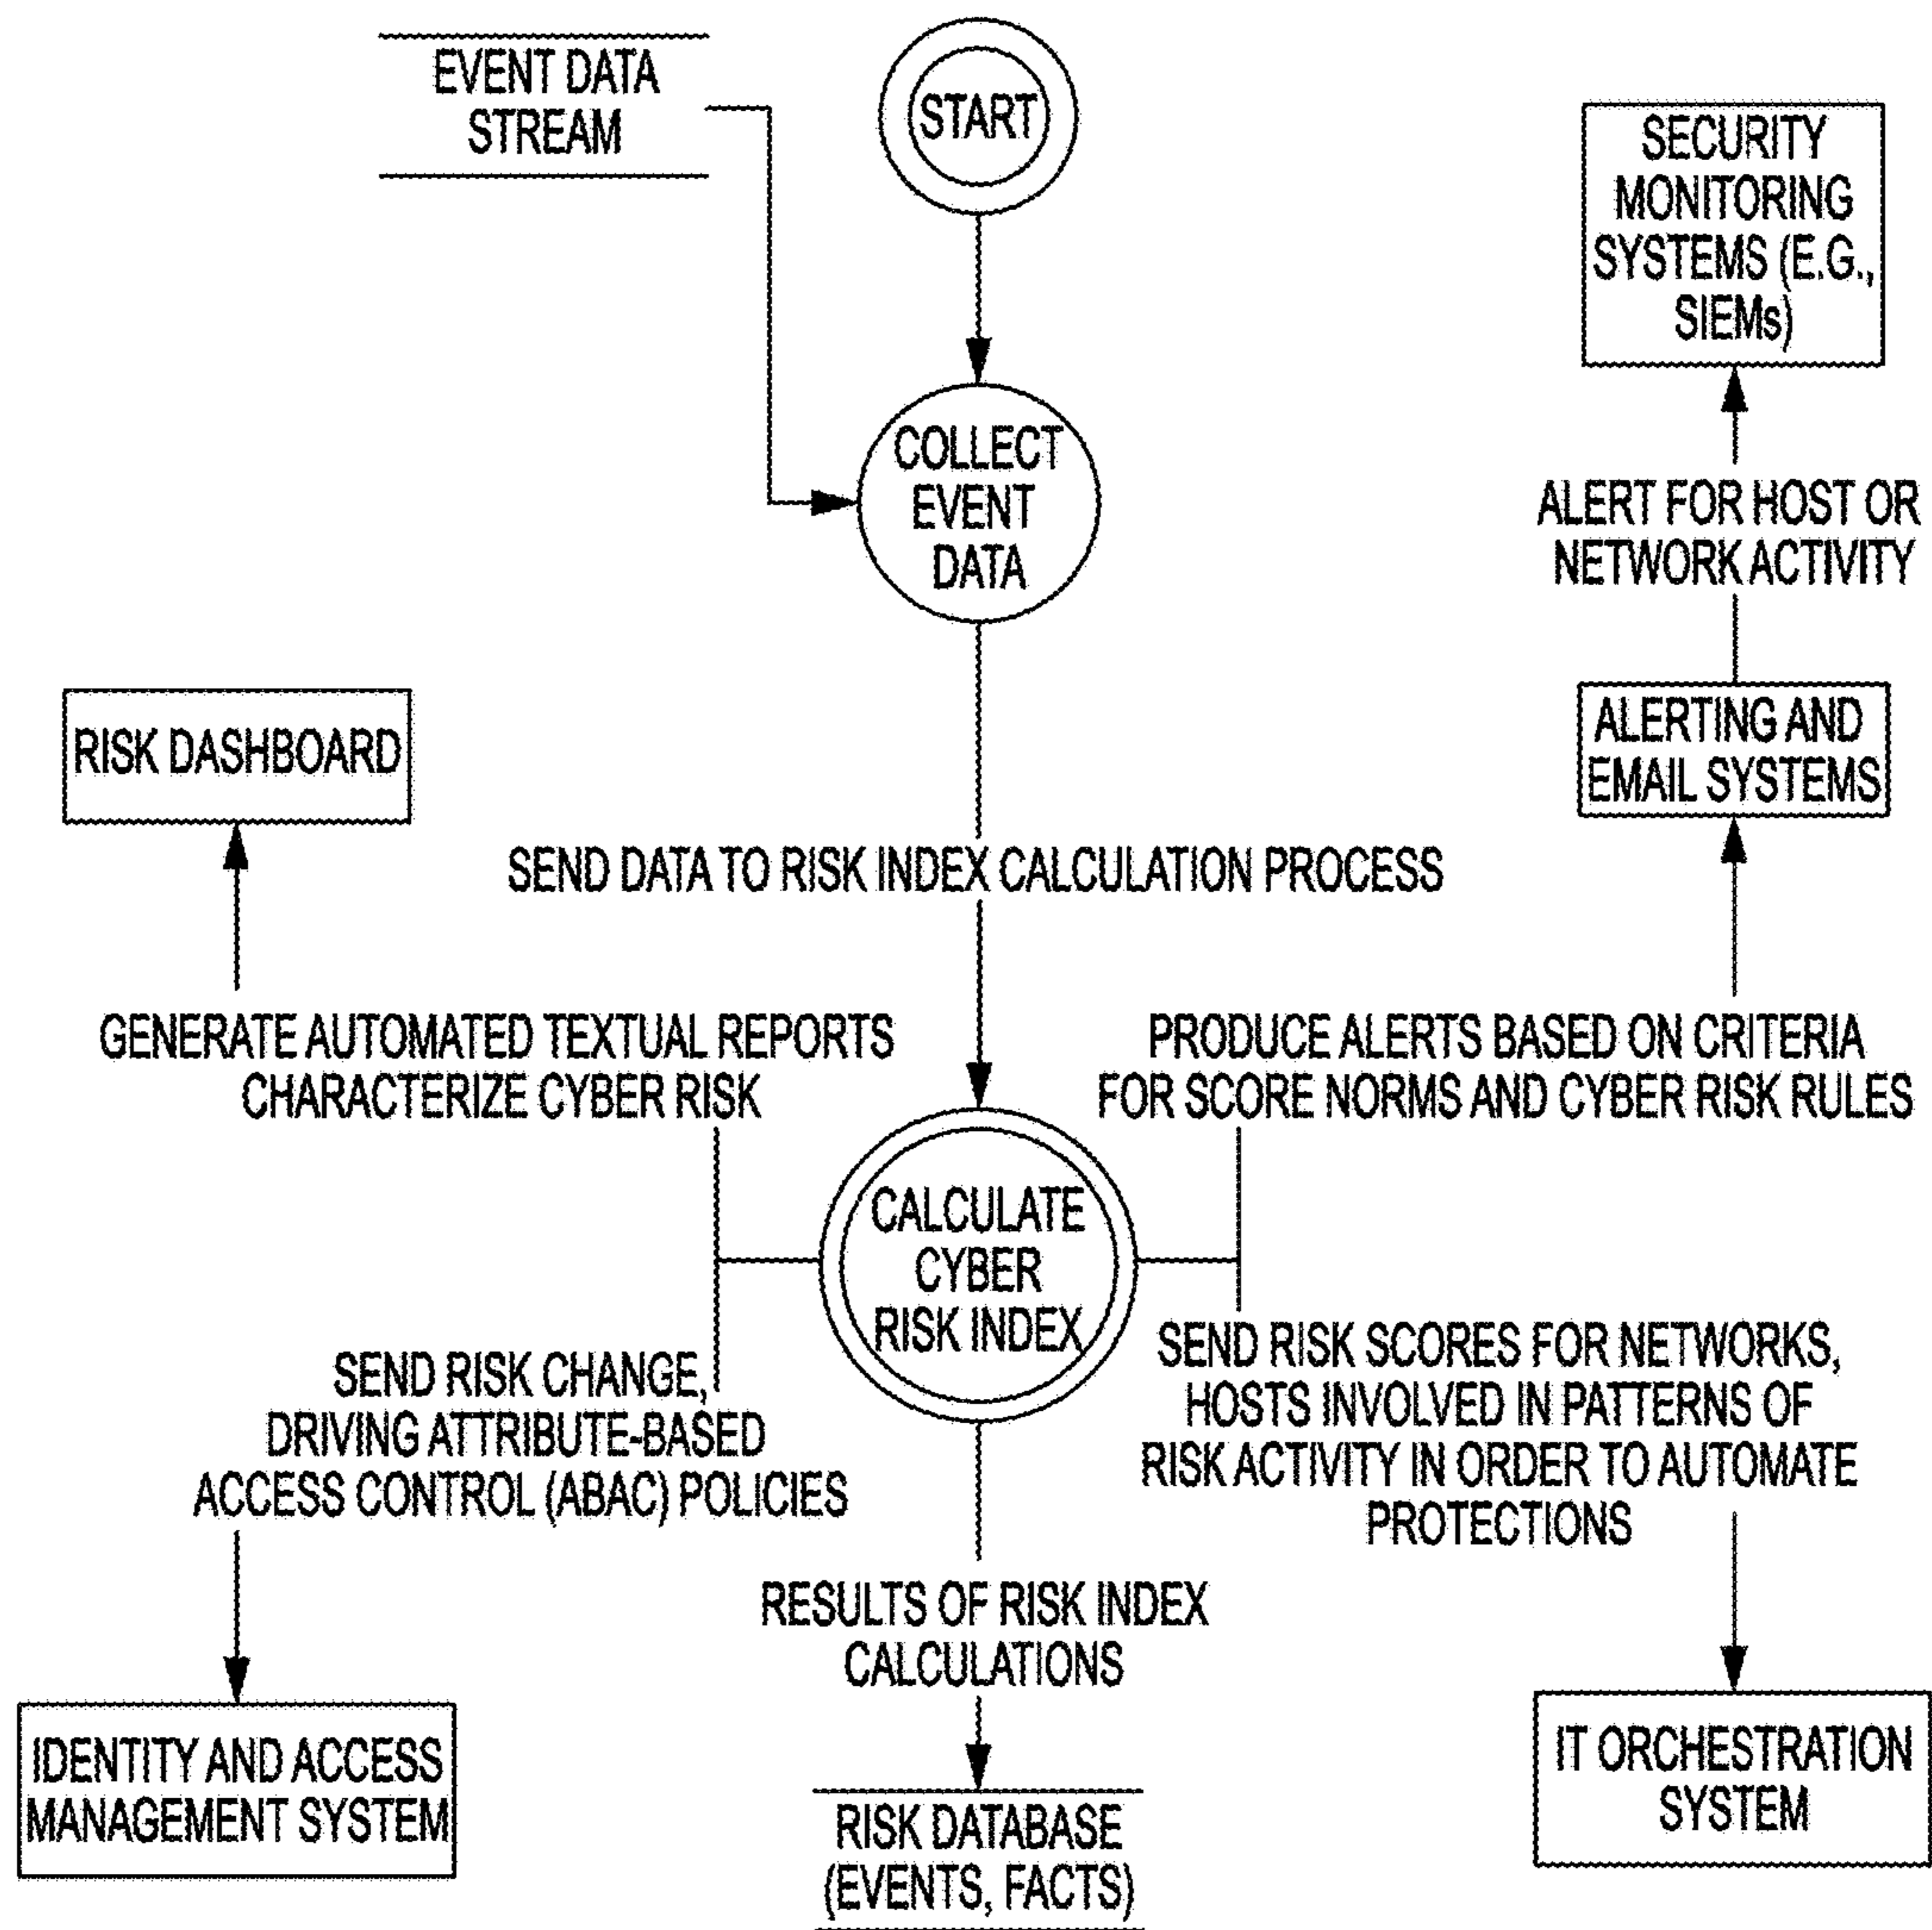 EVENT DATA
STREAM
START
SECURITY
MONITORING
SYSTEMS (E.G.,
SIEMs)
COLLECT
EVENT
DATA
ALERT FOR HOST OR
NETWORK ACTIVITY
RISK DASHBOARD
ALERTING AND
EMAIL SYSTEMS
SEND DATA TO RISK INDEX CALCULATION PROCESS
GENERATE AUTOMATED TEXTUAL REPORTS
CHARACTERIZE CYBER RISK
PRODUCE ALERTS BASED ON CRITERIA
FOR SCORE NORMS AND CYBER RISK RULES
CALCULATE
CYBER
RISK INDEX
SEND RISK CHANGE,
DRIVING ATTRIBUTE-BASED
ACCESS CONTROL (ABAC) POLICIES
SEND RISK SCORES FOR NETWORKS,
HOSTS INVOLVED IN PATTERNS OF
RISK ACTIVITY IN ORDER TO AUTOMATE
PROTECTIONS
RESULTS OF RISK INDEX
CALCULATIONS
IDENTITY AND ACCESS
MANAGEMENT SYSTEM
RISK DATABASE
(EVENTS, FACTS)
IT ORCHESTRATION
SYSTEM